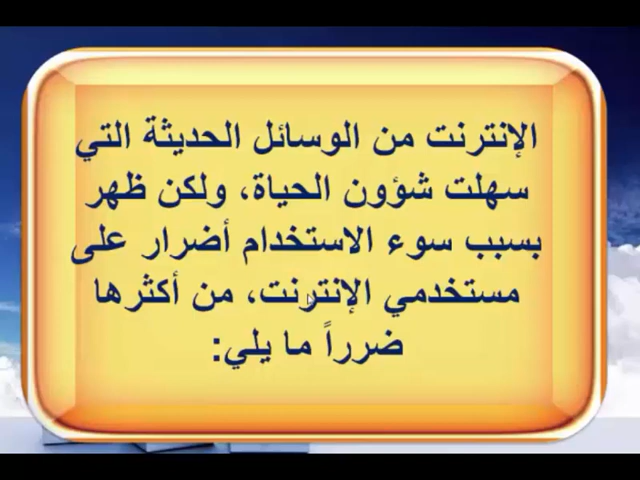 الإنترنت من الوسائل الحديثة التي
سهلت شؤون الحياة، ولكن ظهر
بسبب سوء الاستخدام أضرار على
مستخدمي الإنترنت، من أكثرها
ضرراً ما يلي: